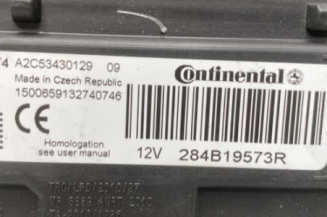 A2C53430129 09
Made in Czech Republic
1500659132740746
Continental
CE
Homologation
see user manual
12V 284B19573R